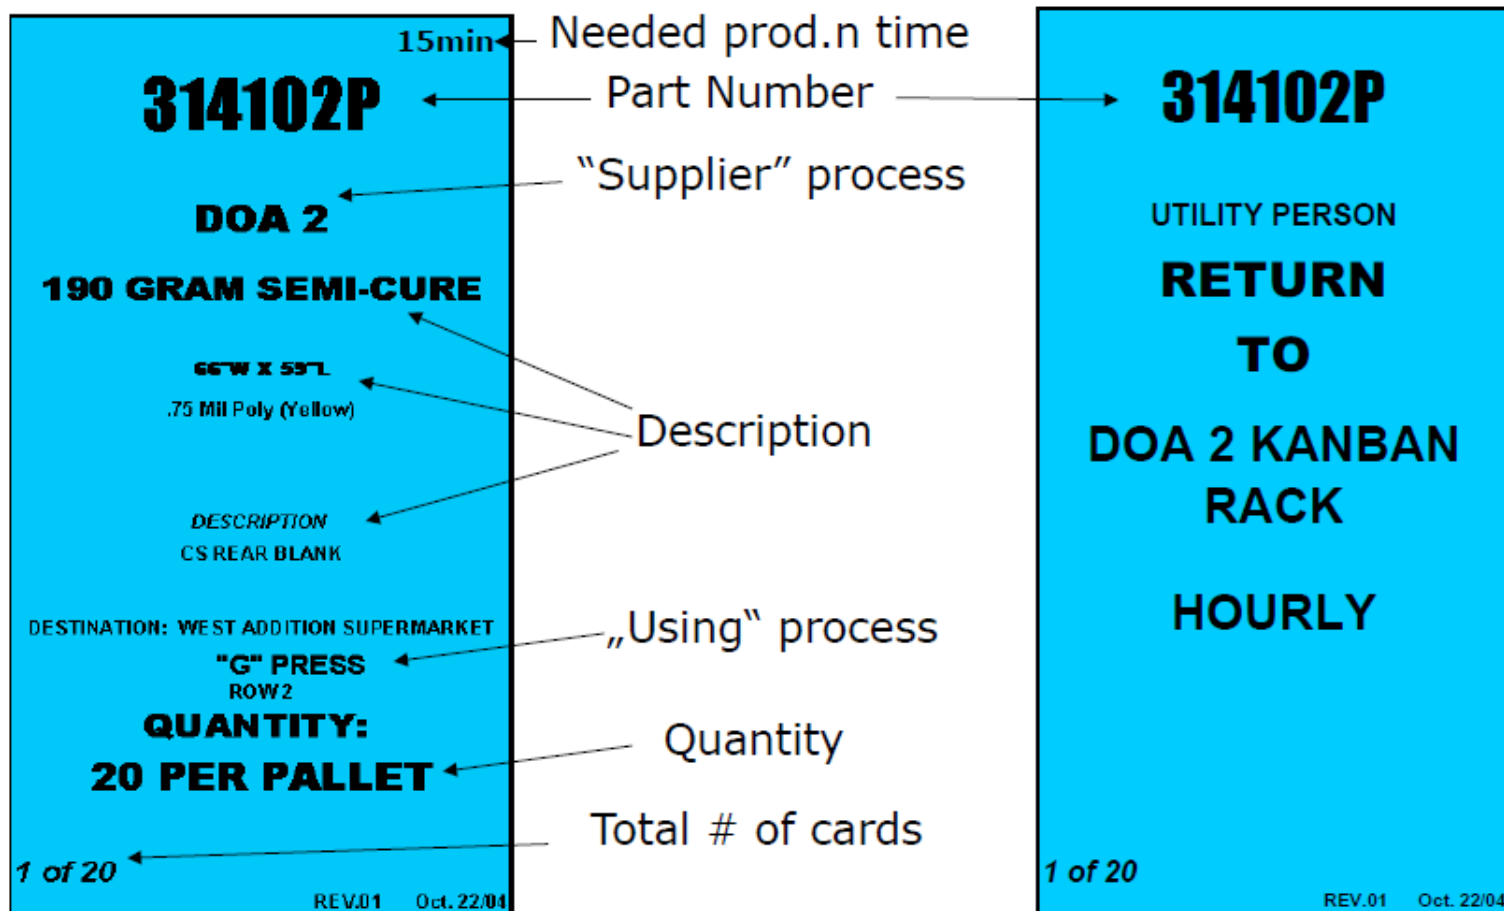 15min
314102P
DOA 2
190 GRAM SEMI-CURE
66"W X 59"L
.75 Mil Poly (Yellow)
DESCRIPTION
CS REAR BLANK
DESTINATION: WEST ADDITION SUPERMARKET
"G" PRESS
ROW 2
QUANTITY:
20 PER PALLET
1 of 20
REV.01 Oct. 22/04
Needed prod.n time
Part Number
“Supplier” process
Description
„Using“ process
Quantity
Total # of cards
314102P
UTILITY PERSON
RETURN
TO
DOA 2 KANBAN
RACK
HOURLY
1 of 20
REV.01 Oct. 22/04